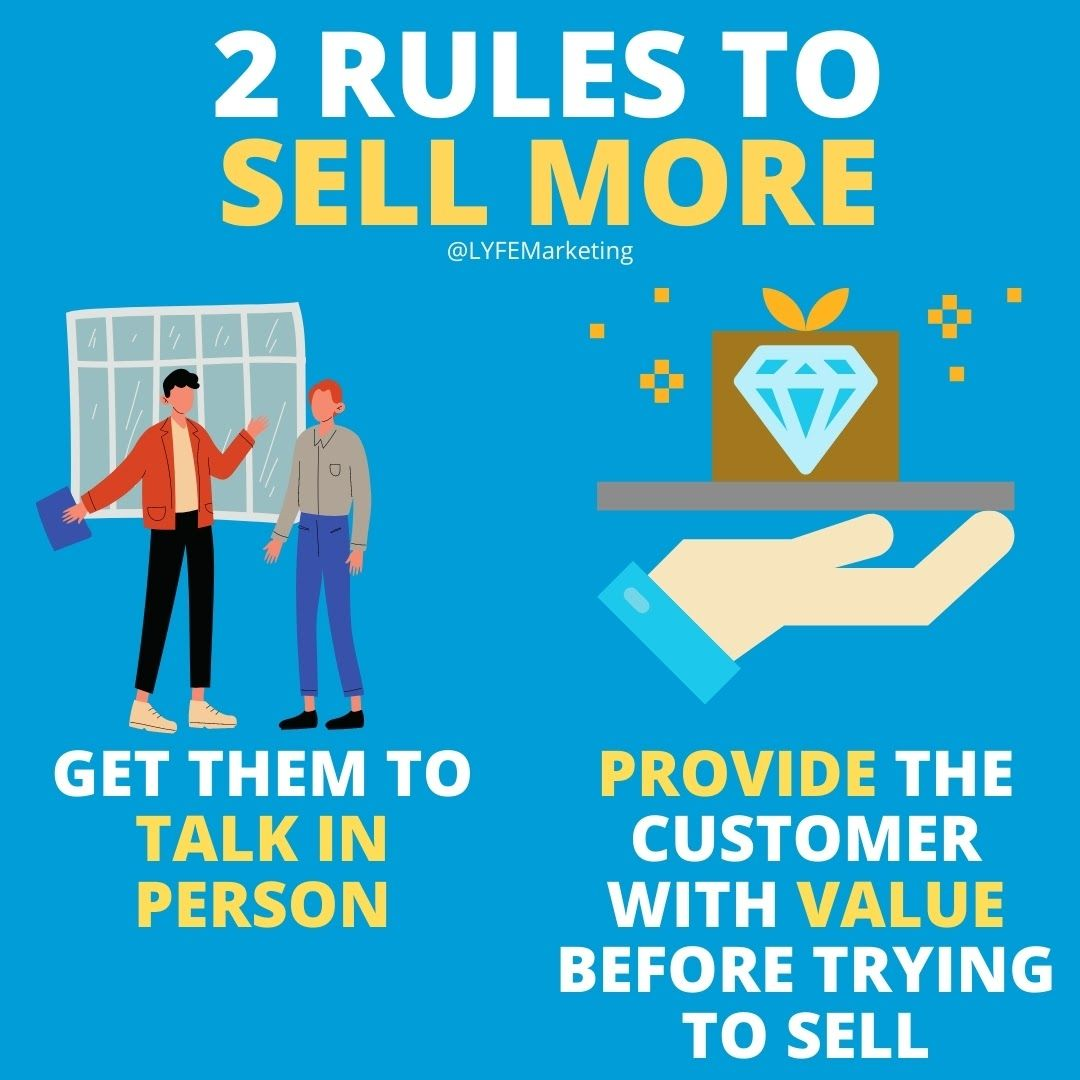 2 RULES TO
SELL MORE
@LYFEMarketing
GET THEM TO
TALK IN
PERSON
PROVIDE THE
CUSTOMER
WITH VALUE
BEFORE TRYING
TO SELL